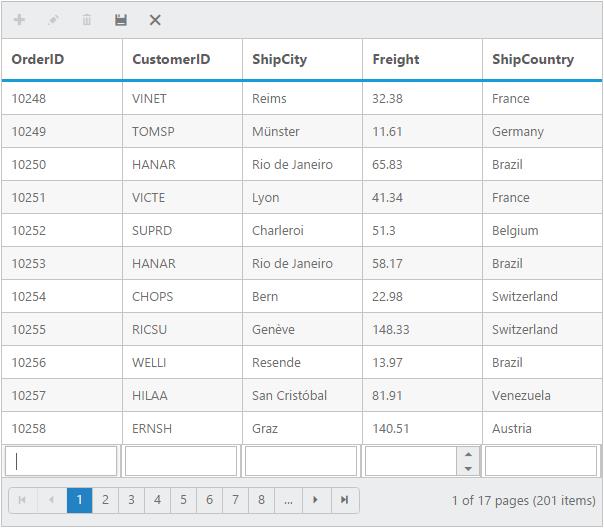 OrderID CustomerID ShipCity Freight ShipCountry
10248 VINET Reims 32.38 France
10249 TOMSP Münster 11.61 Germany
10250 HANAR Rio de Janeiro 65.83 Brazil
10251 VICTE Lyon 41.34 France
10252 SUPRD Charleroi 51.3 Belgium
10253 HANAR Rio de Janeiro 58.17 Brazil
10254 CHOPS Bern 22.98 Switzerland
10255 RICSU Genève 148.33 Switzerland
10256 WELLI Resende 13.97 Brazil
10257 HILAA San Cristóbal 81.91 Venezuela
10258 ERNSH Graz 140.51 Austria
1 2 3 4 5 6 7 8 ... 1 of 17 pages (201 items)